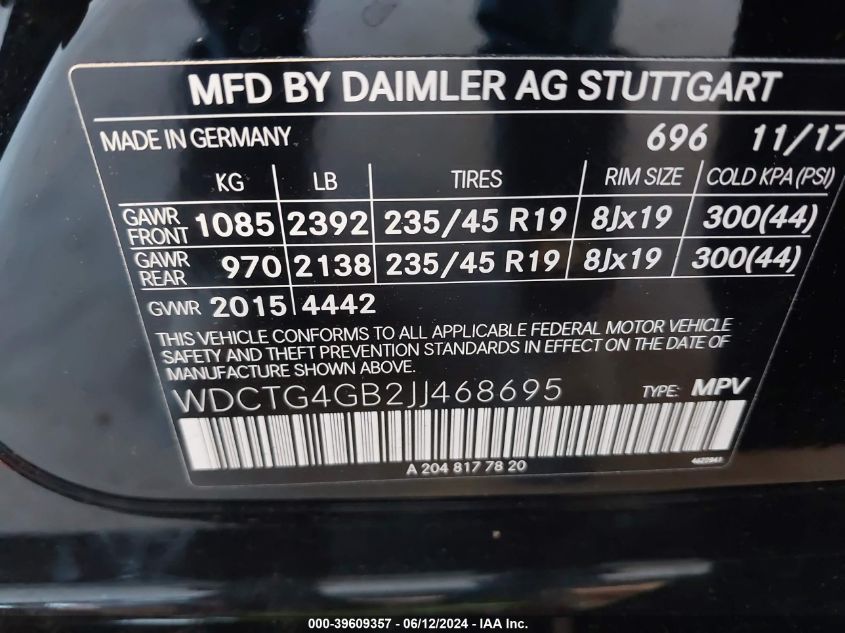 MFD BY DAIMLER AG STUTTGART
MADE IN GERMANY 696 11/17
KG LB TIRES RIM SIZE COLD KPA (PSI)
GAWR FRONT 1085 2392 235/45 R19 8Jx19 300(44)
GAWR REAR 970 2138 235/45 R19 8Jx19 300(44)
GVWR 2015 4442
THIS VEHICLE CONFORMS TO ALL APPLICABLE FEDERAL MOTOR VEHICLE
SAFETY AND THEFT PREVENTION STANDARDS IN EFFECT ON THE DATE OF
MANUFACTURE SHOWN ABOVE.
WDCTG4GB2JJ468695 TYPE: MPV
A 204 817 78 20
000-39609357 - 06/12/2024 - IAA US